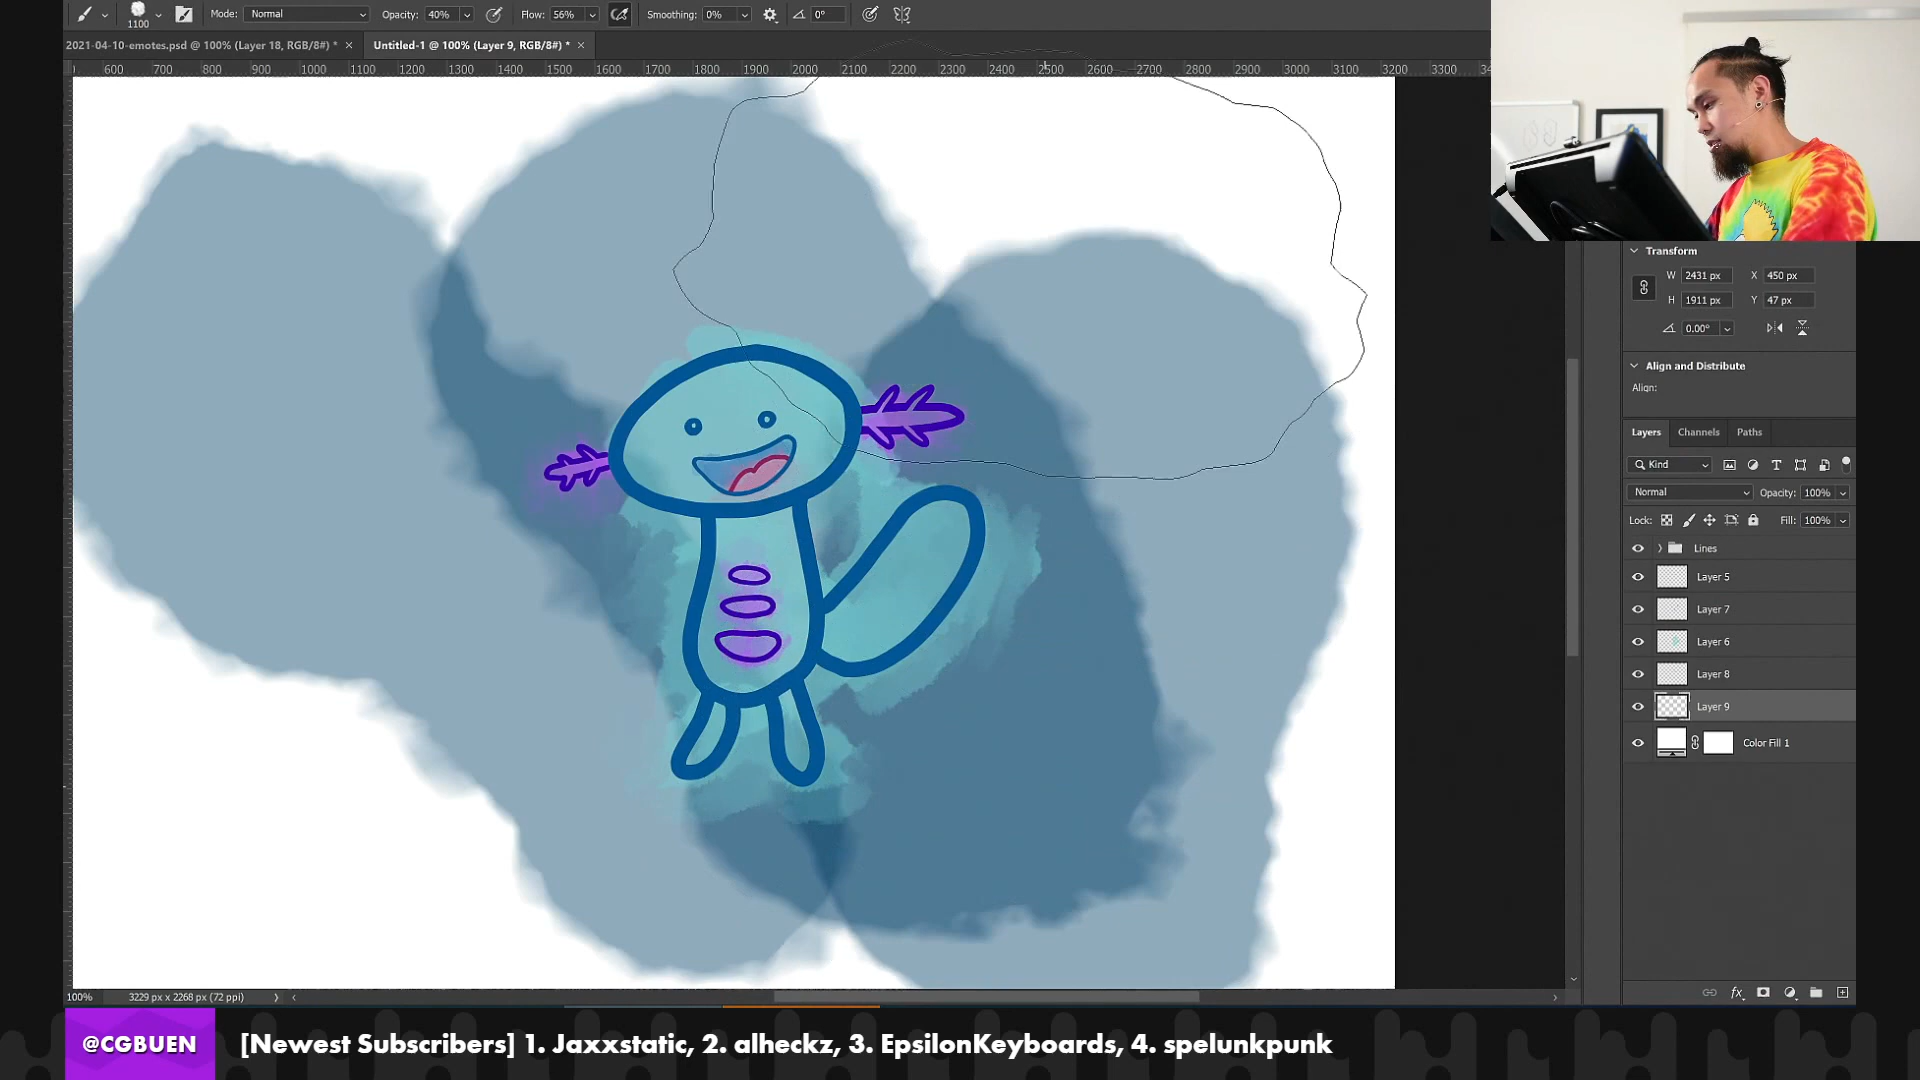 1100
Mode: Normal
Opacity: 40%
Flow: 56%
Smoothing: 0%
0°
2021-04-10-emotes.psd @ 100% (Layer 18, RGB/8#) *
Untitled-1 @ 100% (Layer 9, RGB/8#) *
600 700 800 900 1000 1100 1200 1300 1400 1500 1600 1700 1800 1900 2000 2100 2200 2300 2400 2500 2600 2700 2800 2900 3000 3100 3200 3300
Transform
W 2431 px X 450 px
H 1911 px Y 47 px
0.00°
Align and Distribute
Align:
Layers Channels Paths
Kind
Normal Opacity: 100%
Lock: Fill: 100%
Lines
Layer 5
Layer 7
Layer 6
Layer 8
Layer 9
Color Fill 1
fx
100% 3229 px x 2268 px (72 ppi)
@CGBUEN
[Newest Subscribers] 1. Jaxxstatic, 2. alheckz, 3. EpsilonKeyboards, 4. spelunkpunk